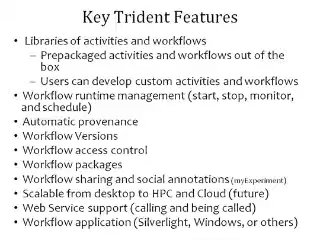 Key Trident Features
• Libraries of activities and workflows
– Prepackaged activities and workflows out of the
box
– Users can develop custom activities and workflows
• Workflow runtime management (start, stop, monitor,
and schedule)
• Automatic provenance
• Workflow Versions
• Workflow access control
• Workflow packages
• Workflow sharing and social annotations (myExperiment)
• Scalable from desktop to HPC and Cloud (future)
• Web Service support (calling and being called)
• Workflow application (Silverlight, Windows, or others)